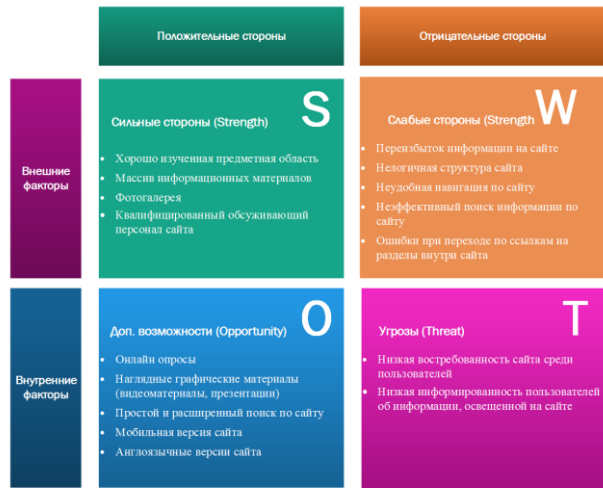 Положительные стороны
Отрицательные стороны
Внешние
факторы
S
Сильные стороны (Strength)
Хорошо изученная предметная область
Массив информационных материалов
Фотогалерея
Квалифицированный обсуживающий
персонал сайта
W
Слабые стороны (Strength
Переизбыток информации на сайте
Нелогичная структура сайта
Неудобная навигация по сайту
Неэффективный поиск информации по
сайту
Ошибки при переходе по ссылкам на
разделы внутри сайта
Внутренние
факторы
O
Доп. возможности (Opportunity)
Онлайн опросы
Наглядные графические материалы
(видеоматериалы, презентации)
Простой и расширенный поиск по сайту
Мобильная версия сайта
Англоязычные версии сайта
T
Угрозы (Threat)
Низкая востребованность сайта среди
пользователей
Низкая информированность пользователей
об информации, освещенной на сайте